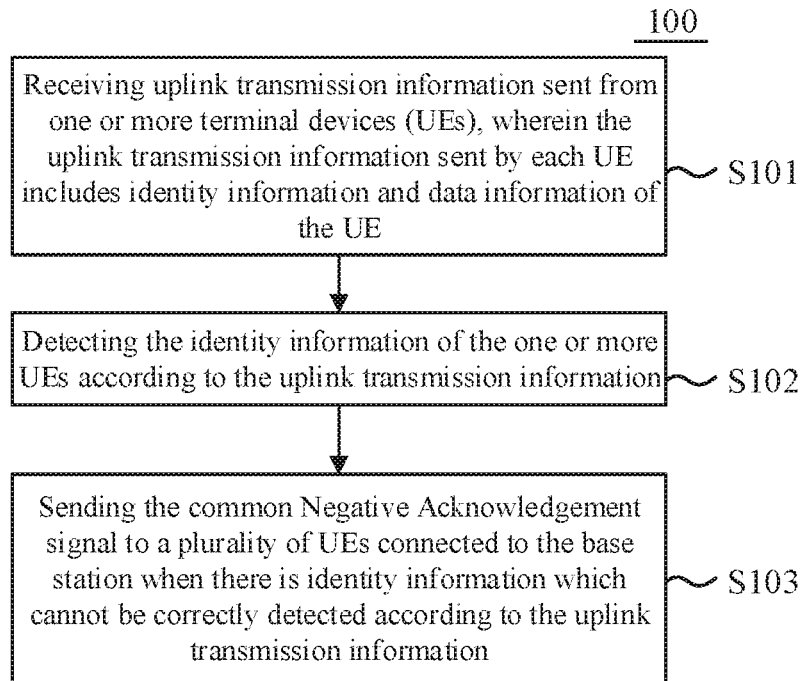 100
Receiving uplink transmission information sent from
one or more terminal devices (UEs), wherein the
uplink transmission information sent by each UE
includes identity information and data information of
the UE
S101
Detecting the identity information of the one or more
UEs according to the uplink transmission information
S102
Sending the common Negative Acknowledgement
signal to a plurality of UEs connected to the base
station when there is identity information which
cannot be correctly detected according to the uplink
transmission information
S103